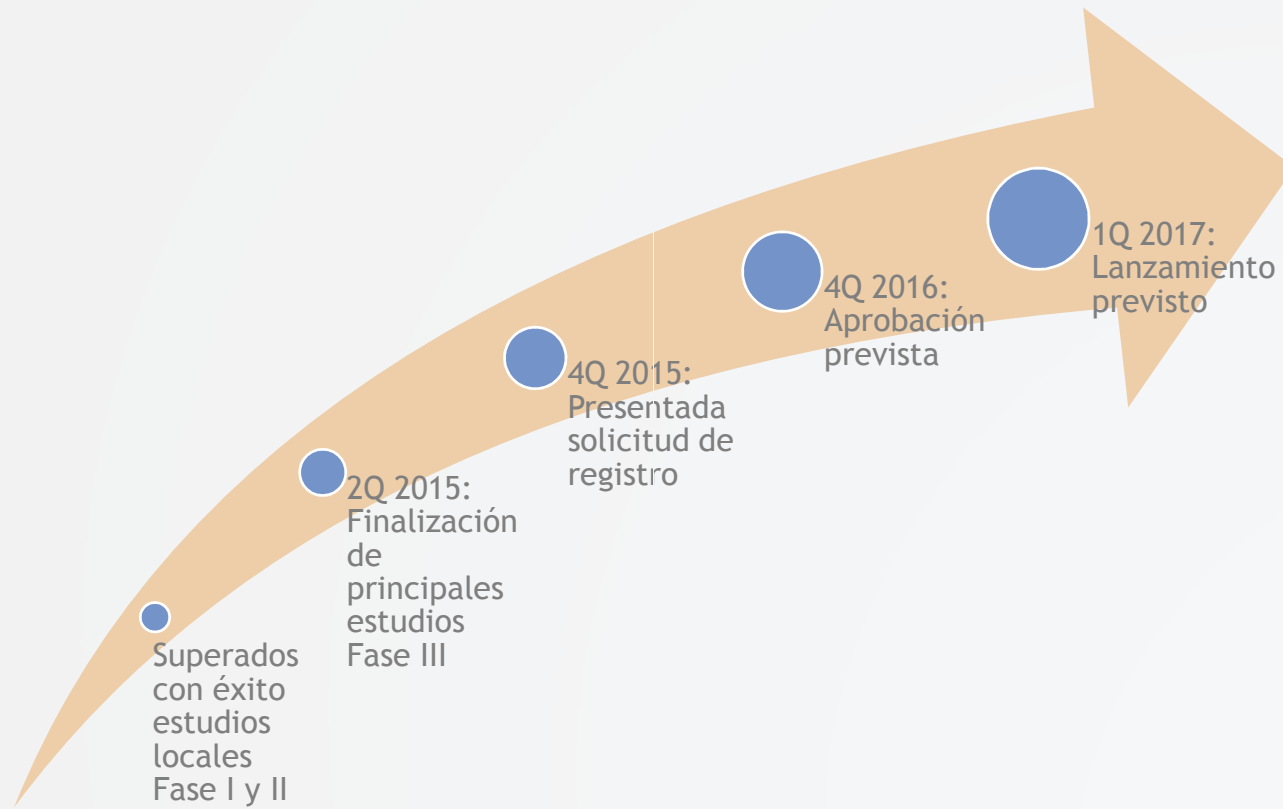 Superados
con éxito
estudios
locales
Fase I y II
2Q 2015:
Finalización
de
principales
estudios
Fase III
4Q 2015:
Presentada
solicitud de
registro
4Q 2016:
Aprobación
prevista
1Q 2017:
Lanzamiento
previsto